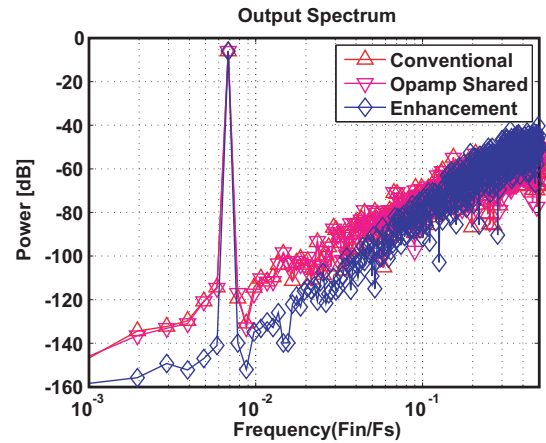 Output Spectrum
Power [dB]
0
-20
-40
-60
-80
-100
-120
-140
-160
Conventional
Opamp Shared
Enhancement
10^-3
10^-2
10^-1
Frequency(Fin/Fs)